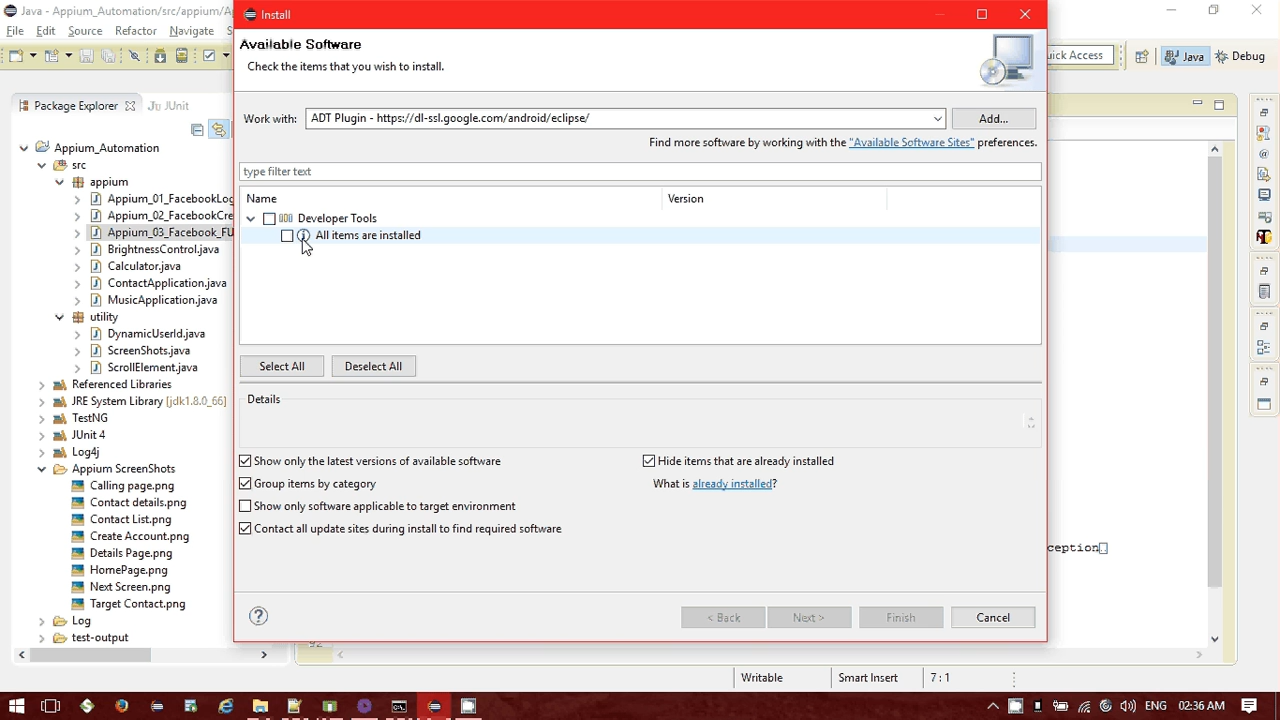 Java - Appium_Automation/src/appium/Ap
Install
File Edit Source Refactor Navigate
Available Software
Check the items that you wish to install.
uick Access
Java
Debug
Package Explorer
JUnit
Work with:
ADT Plugin - https://dl-ssl.google.com/android/eclipse/
Add...
Find more software by working with the "Available Software Sites" preferences.
type filter text
Name
Version
Developer Tools
All items are installed
Appium_Automation
src
appium
Appium_01_FacebookLog
Appium_02_FacebookCre
Appium_03_Facebook_FU
BrightnessControl.java
Calculator.java
ContactApplication.java
MusicApplication.java
utility
DynamicUserId.java
ScreenShots.java
ScrollElement.java
Referenced Libraries
JRE System Library [jdk1.8.0_66]
TestNG
JUnit 4
Log4j
Appium ScreenShots
Calling page.png
Contact details.png
Contact List.png
Create Account.png
Details Page.png
HomePage.png
Next Screen.png
Target Contact.png
Log
test-output
Select All
Deselect All
Details
Show only the latest versions of available software
Hide items that are already installed
Group items by category
What is already installed?
Show only software applicable to target environment
Contact all update sites during install to find required software
ception
< Back
Next >
Finish
Cancel
Writable
Smart Insert
7 : 1
ENG
02:36 AM